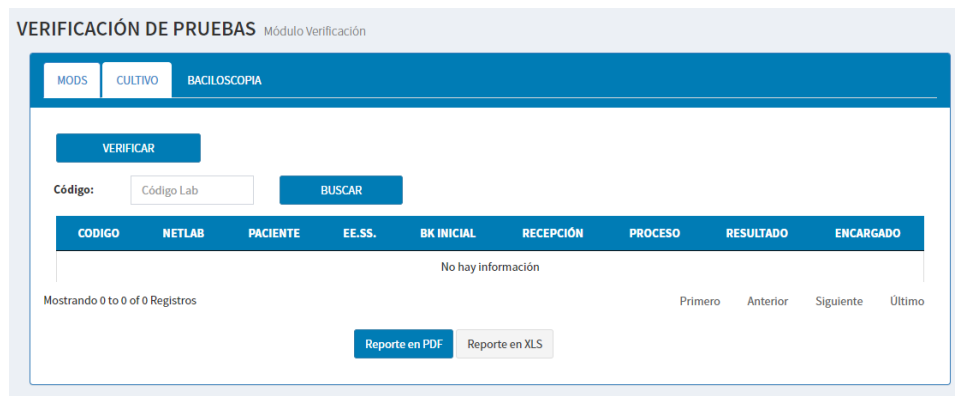 VERIFICACIÓN DE PRUEBAS Módulo Verificación
MODS CULTIVO BACILOSCOPIA
VERIFICAR
Código: Código Lab BUSCAR
CODIGO NETLAB PACIENTE EE.SS. BK INICIAL RECEPCIÓN PROCESO RESULTADO ENCARGADO
No hay información
Mostrando 0 to 0 of 0 Registros Primero Anterior Siguiente Último
Reporte en PDF Reporte en XLS